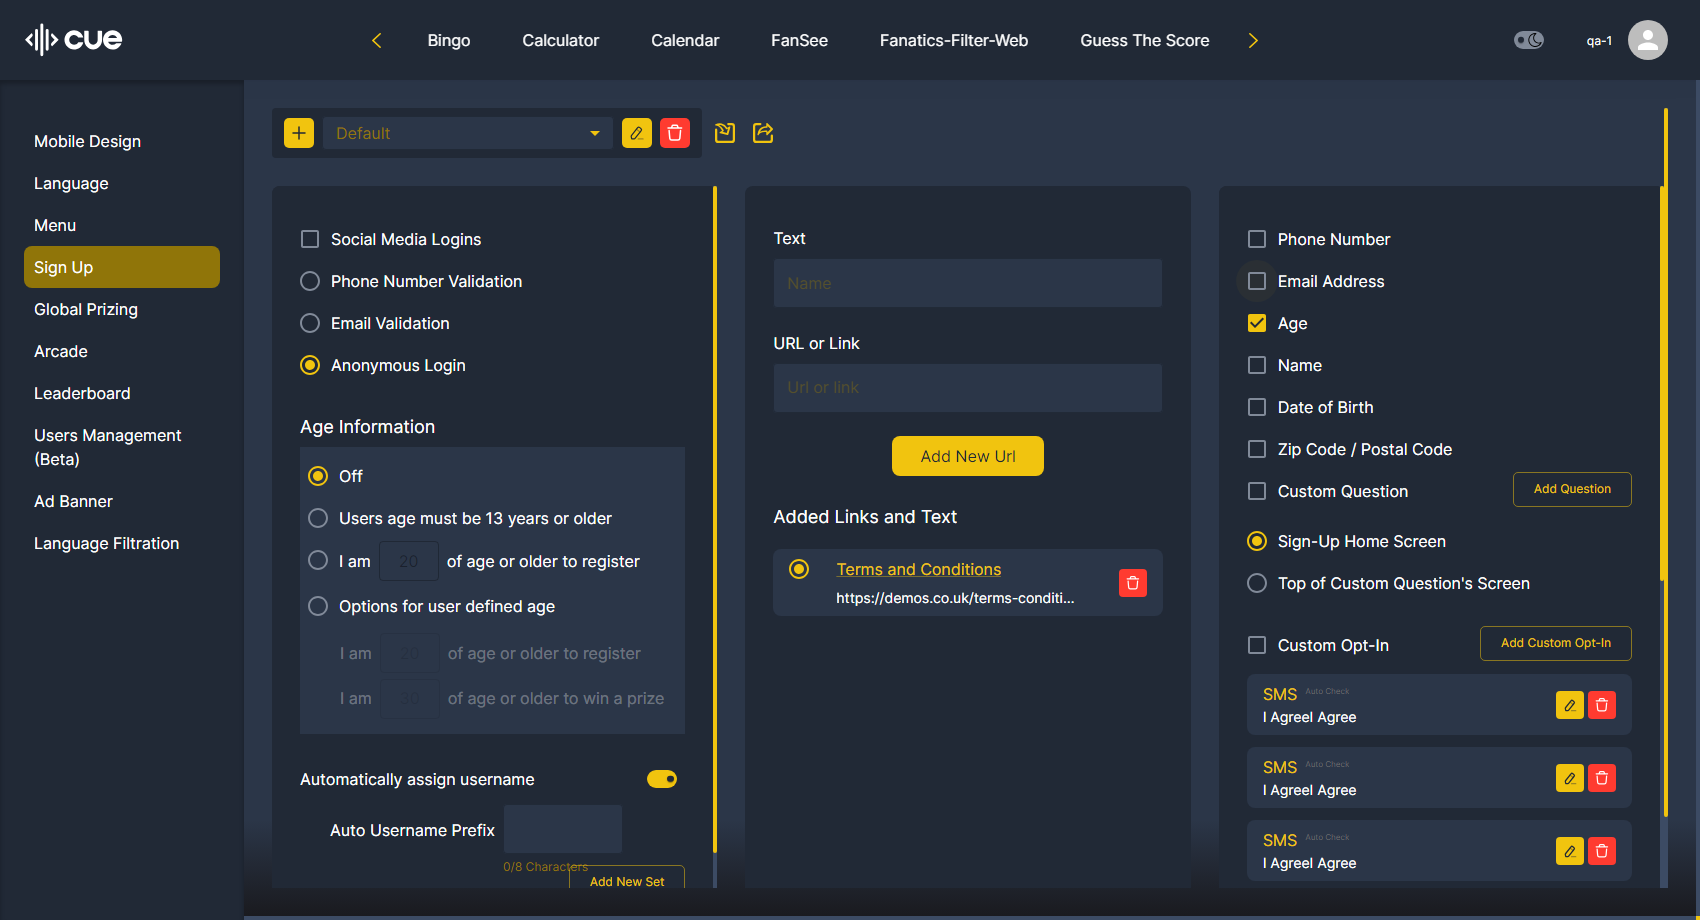 cue
Bingo
Calculator
Calendar
FanSee
Fanatics-Filter-Web
Guess The Score
qa-1
Mobile Design
Language
Menu
Sign Up
Global Prizing
Arcade
Leaderboard
Users Management
(Beta)
Ad Banner
Language Filtration
Default
Social Media Logins
Phone Number Validation
Email Validation
Anonymous Login
Age Information
Off
Users age must be 13 years or older
I am 20 of age or older to register
Options for user defined age
I am 20 of age or older to register
I am 30 of age or older to win a prize
Automatically assign username
Auto Username Prefix
0/8 Characters
Add New Set
Text
Name
URL or Link
Url or link
Add New Url
Added Links and Text
Terms and Conditions
https://demos.co.uk/terms-conditi...
Phone Number
Email Address
Age
Name
Date of Birth
Zip Code / Postal Code
Custom Question
Add Question
Sign-Up Home Screen
Top of Custom Question's Screen
Custom Opt-In
Add Custom Opt-In
SMS Auto Check
I AgreeI Agree
SMS Auto Check
I AgreeI Agree
SMS Auto Check
I AgreeI Agree